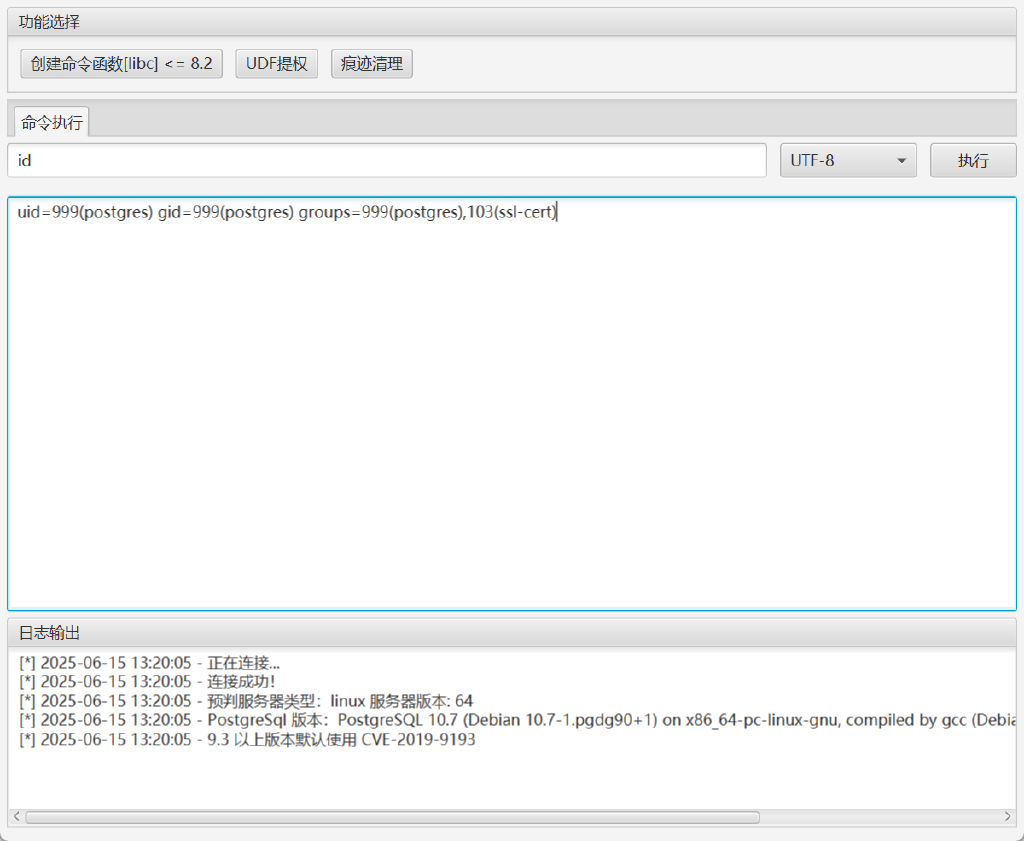 功能选择
创建命令函数[libc] <= 8.2 UDF提权 痕迹清理
命令执行
id UTF-8 执行
uid=999(postgres) gid=999(postgres) groups=999(postgres),103(ssl-cert)
日志输出
[*] 2025-06-15 13:20:05 - 正在连接...
[*] 2025-06-15 13:20:05 - 连接成功!
[*] 2025-06-15 13:20:05 - 预判服务器类型：linux 服务器版本: 64
[*] 2025-06-15 13:20:05 - PostgreSql 版本：PostgreSQL 10.7 (Debian 10.7-1.pgdg90+1) on x86_64-pc-linux-gnu, compiled by gcc (Debia
[*] 2025-06-15 13:20:05 - 9.3 以上版本默认使用 CVE-2019-9193